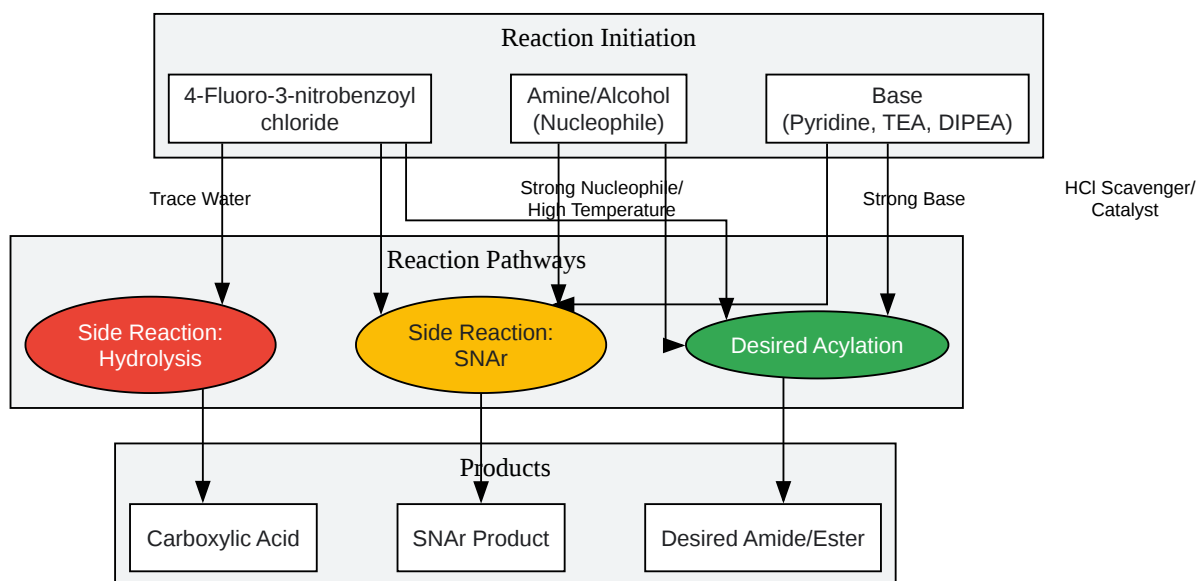 Reaction Initiation
4-Fluoro-3-nitrobenzoyl
chloride
Amine/Alcohol
(Nucleophile)
Base
(Pyridine, TEA, DIPEA)
Trace Water
Strong Nucleophile/
High Temperature
Strong Base
HCl Scavenger/
Catalyst
Reaction Pathways
Side Reaction:
Hydrolysis
Side Reaction:
SNAr
Desired Acylation
Products
Carboxylic Acid
SNAr Product
Desired Amide/Ester